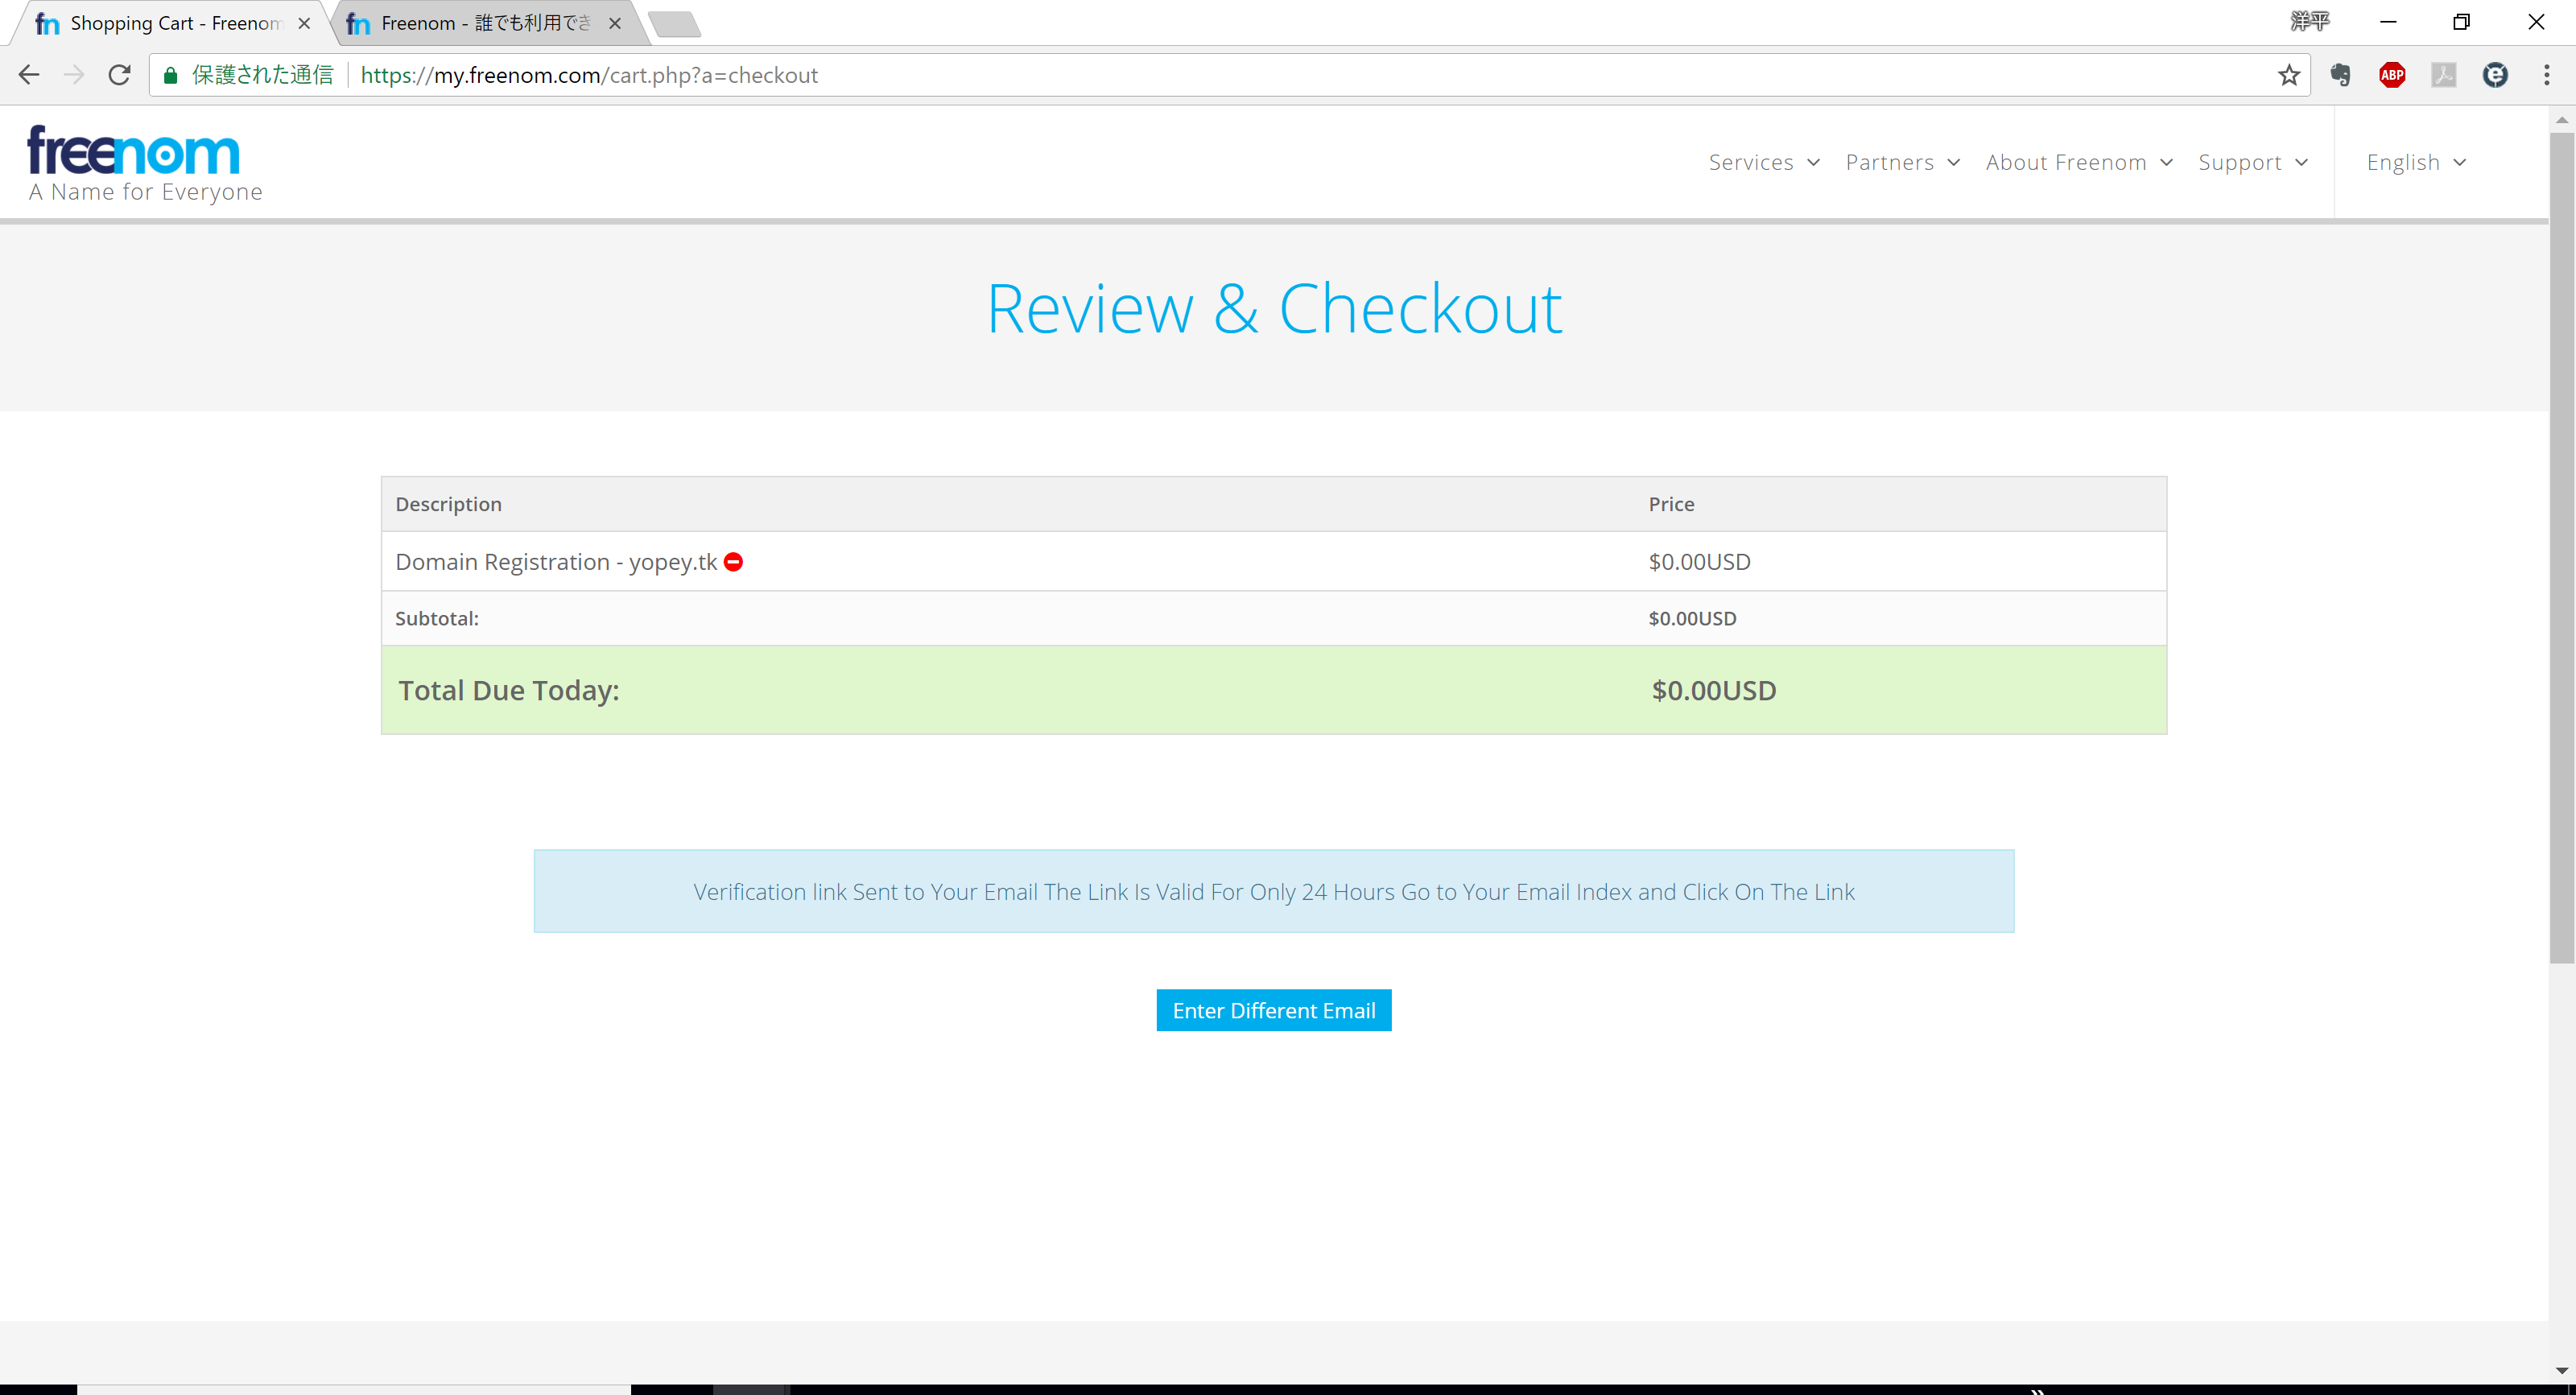 Shopping Cart - Freenom
Freenom - 誰でも利用でき
洋平
保護された通信
https://my.freenom.com/cart.php?a=checkout
ABP
freenom
A Name for Everyone
Services
Partners
About Freenom
Support
English
Review & Checkout
Description Price
Domain Registration - yopey.tk $0.00USD
Subtotal: $0.00USD
Total Due Today: $0.00USD
Verification link Sent to Your Email The Link Is Valid For Only 24 Hours Go to Your Email Index and Click On The Link
Enter Different Email